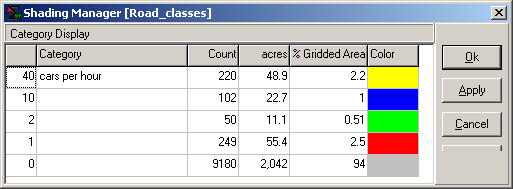 Shading Manager [Road_classes]
Category Display
Category Count acres % Gridded Area Color
40 cars per hour 220 48.9 2.2
10 102 22.7 1
2 50 11.1 0.51
1 249 55.4 2.5
0 9180 2,042 94
Ok
Apply
Cancel